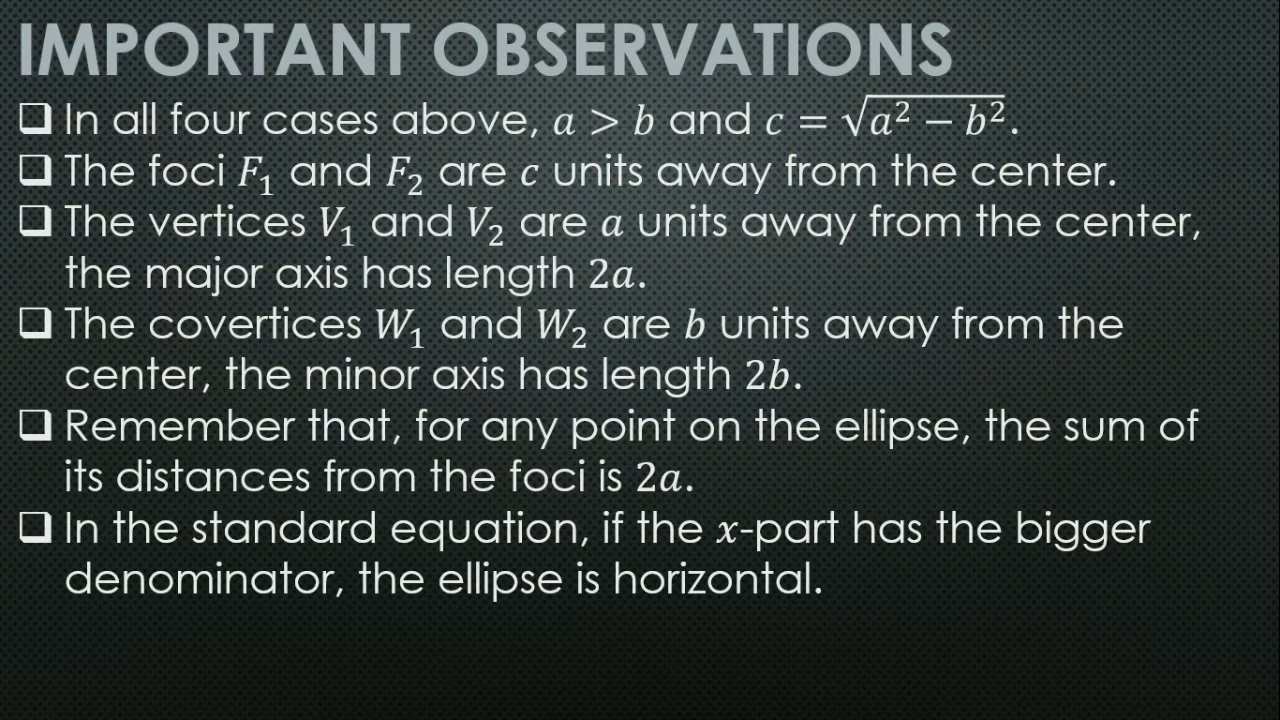 IMPORTANT OBSERVATIONS
❑ In all four cases above, a > b and c = √(a² − b²).
❑ The foci F₁ and F₂ are c units away from the center.
❑ The vertices V₁ and V₂ are a units away from the center,
the major axis has length 2a.
❑ The covertices W₁ and W₂ are b units away from the
center, the minor axis has length 2b.
❑ Remember that, for any point on the ellipse, the sum of
its distances from the foci is 2a.
❑ In the standard equation, if the x-part has the bigger
denominator, the ellipse is horizontal.